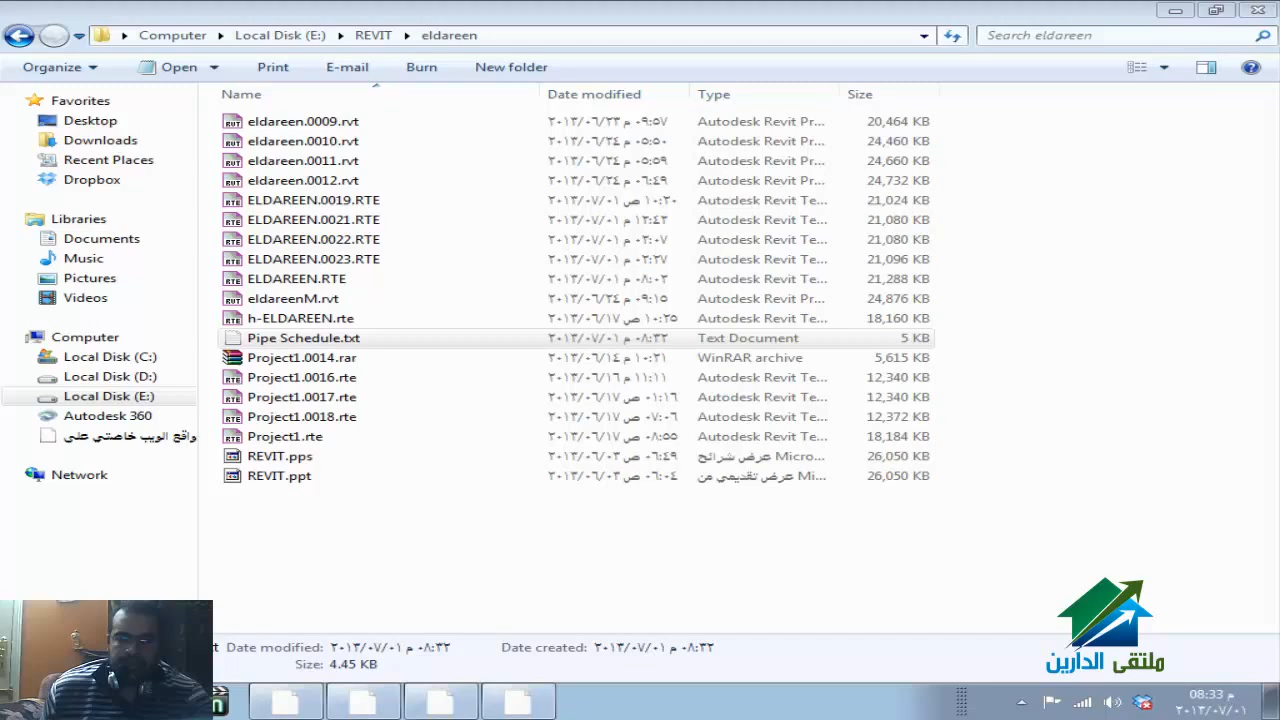 Computer Local Disk (E:) REVIT eldareen Search eldareen
Organize Open Print E-mail Burn New folder
Name Date modified Type Size
Favorites
Desktop
Downloads
Recent Places
Dropbox
Libraries
Documents
Music
Pictures
Videos
Computer
Local Disk (C:)
Local Disk (D:)
Local Disk (E:)
Autodesk 360
واقع الويب خاصتي على
Network
eldareen.0009.rvt ٢٠١٣/٠٦/٢٣ ٠٩:٥٧ م Autodesk Revit Pr... 20,464 KB
eldareen.0010.rvt ٢٠١٣/٠٦/٢٤ ٠٥:٥٠ م Autodesk Revit Pr... 24,460 KB
eldareen.0011.rvt ٢٠١٣/٠٦/٢٤ ٠٥:٥٩ م Autodesk Revit Pr... 24,660 KB
eldareen.0012.rvt ٢٠١٣/٠٦/٢٤ ٠٦:٤٩ م Autodesk Revit Pr... 24,732 KB
ELDAREEN.0019.RTE ٢٠١٣/٠٧/٠١ ١٠:٢٠ ص Autodesk Revit Te... 21,024 KB
ELDAREEN.0021.RTE ٢٠١٣/٠٧/٠١ ١٢:٤٢ م Autodesk Revit Te... 21,080 KB
ELDAREEN.0022.RTE ٢٠١٣/٠٧/٠١ ٠٢:٠٧ م Autodesk Revit Te... 21,080 KB
ELDAREEN.0023.RTE ٢٠١٣/٠٧/٠١ ٠٢:٢٧ م Autodesk Revit Te... 21,096 KB
ELDAREEN.RTE ٢٠١٣/٠٧/٠١ ٠٨:٠٢ م Autodesk Revit Te... 21,288 KB
eldareenM.rvt ٢٠١٣/٠٦/٢٤ ٠٩:١٥ م Autodesk Revit Pr... 24,876 KB
h-ELDAREEN.rte ٢٠١٣/٠٦/١٧ ١٠:٢٥ ص Autodesk Revit Te... 18,160 KB
Pipe Schedule.txt ٢٠١٣/٠٧/٠١ ٠٨:٣٢ م Text Document 5 KB
Project1.0014.rar ٢٠١٣/٠٦/١٤ ١٠:٢١ م WinRAR archive 5,615 KB
Project1.0016.rte ٢٠١٣/٠٦/١٦ ١١:١١ م Autodesk Revit Te... 12,340 KB
Project1.0017.rte ٢٠١٣/٠٦/١٧ ٠١:١٦ ص Autodesk Revit Te... 12,340 KB
Project1.0018.rte ٢٠١٣/٠٦/١٧ ٠٧:٠٦ ص Autodesk Revit Te... 12,372 KB
Project1.rte ٢٠١٣/٠٦/١٧ ٠٨:٥٥ ص Autodesk Revit Te... 18,184 KB
REVIT.pps ٢٠١٣/٠٦/٠٣ ٠٦:٤٩ ص عرض شرائح Micro... 26,050 KB
REVIT.ppt ٢٠١٣/٠٦/٠٣ ٠٦:٠٤ ص عرض تقديمي من Mi... 26,050 KB
ملتقى الدارين
Date modified: ٢٠١٣/٠٧/٠١ ٠٨:٣٢ م Date created: ٢٠١٣/٠٧/٠١ ٠٨:٣٢ م
Size: 4.45 KB
08:33 م
٢٠١٣/٠٧/٠١